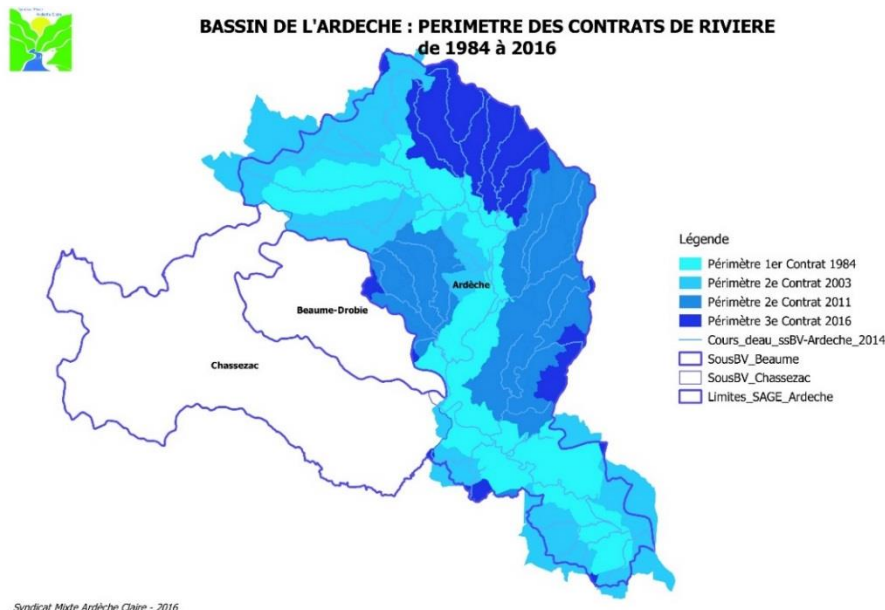 BASSIN DE L'ARDECHE : PERIMETRE DES CONTRATS DE RIVIERE
de 1984 à 2016
Légende
Périmètre 1er Contrat 1984
Périmètre 2e Contrat 2003
Périmètre 2e Contrat 2011
Périmètre 3e Contrat 2016
Cours_deau_ssBV-Ardeche_2014
SousBV_Beaume
SousBV_Chassezac
Limites_SAGE_Ardeche
Ardèche
Beaume-Drobie
Chassezac
Syndicat Mixte Ardèche Claire - 2016